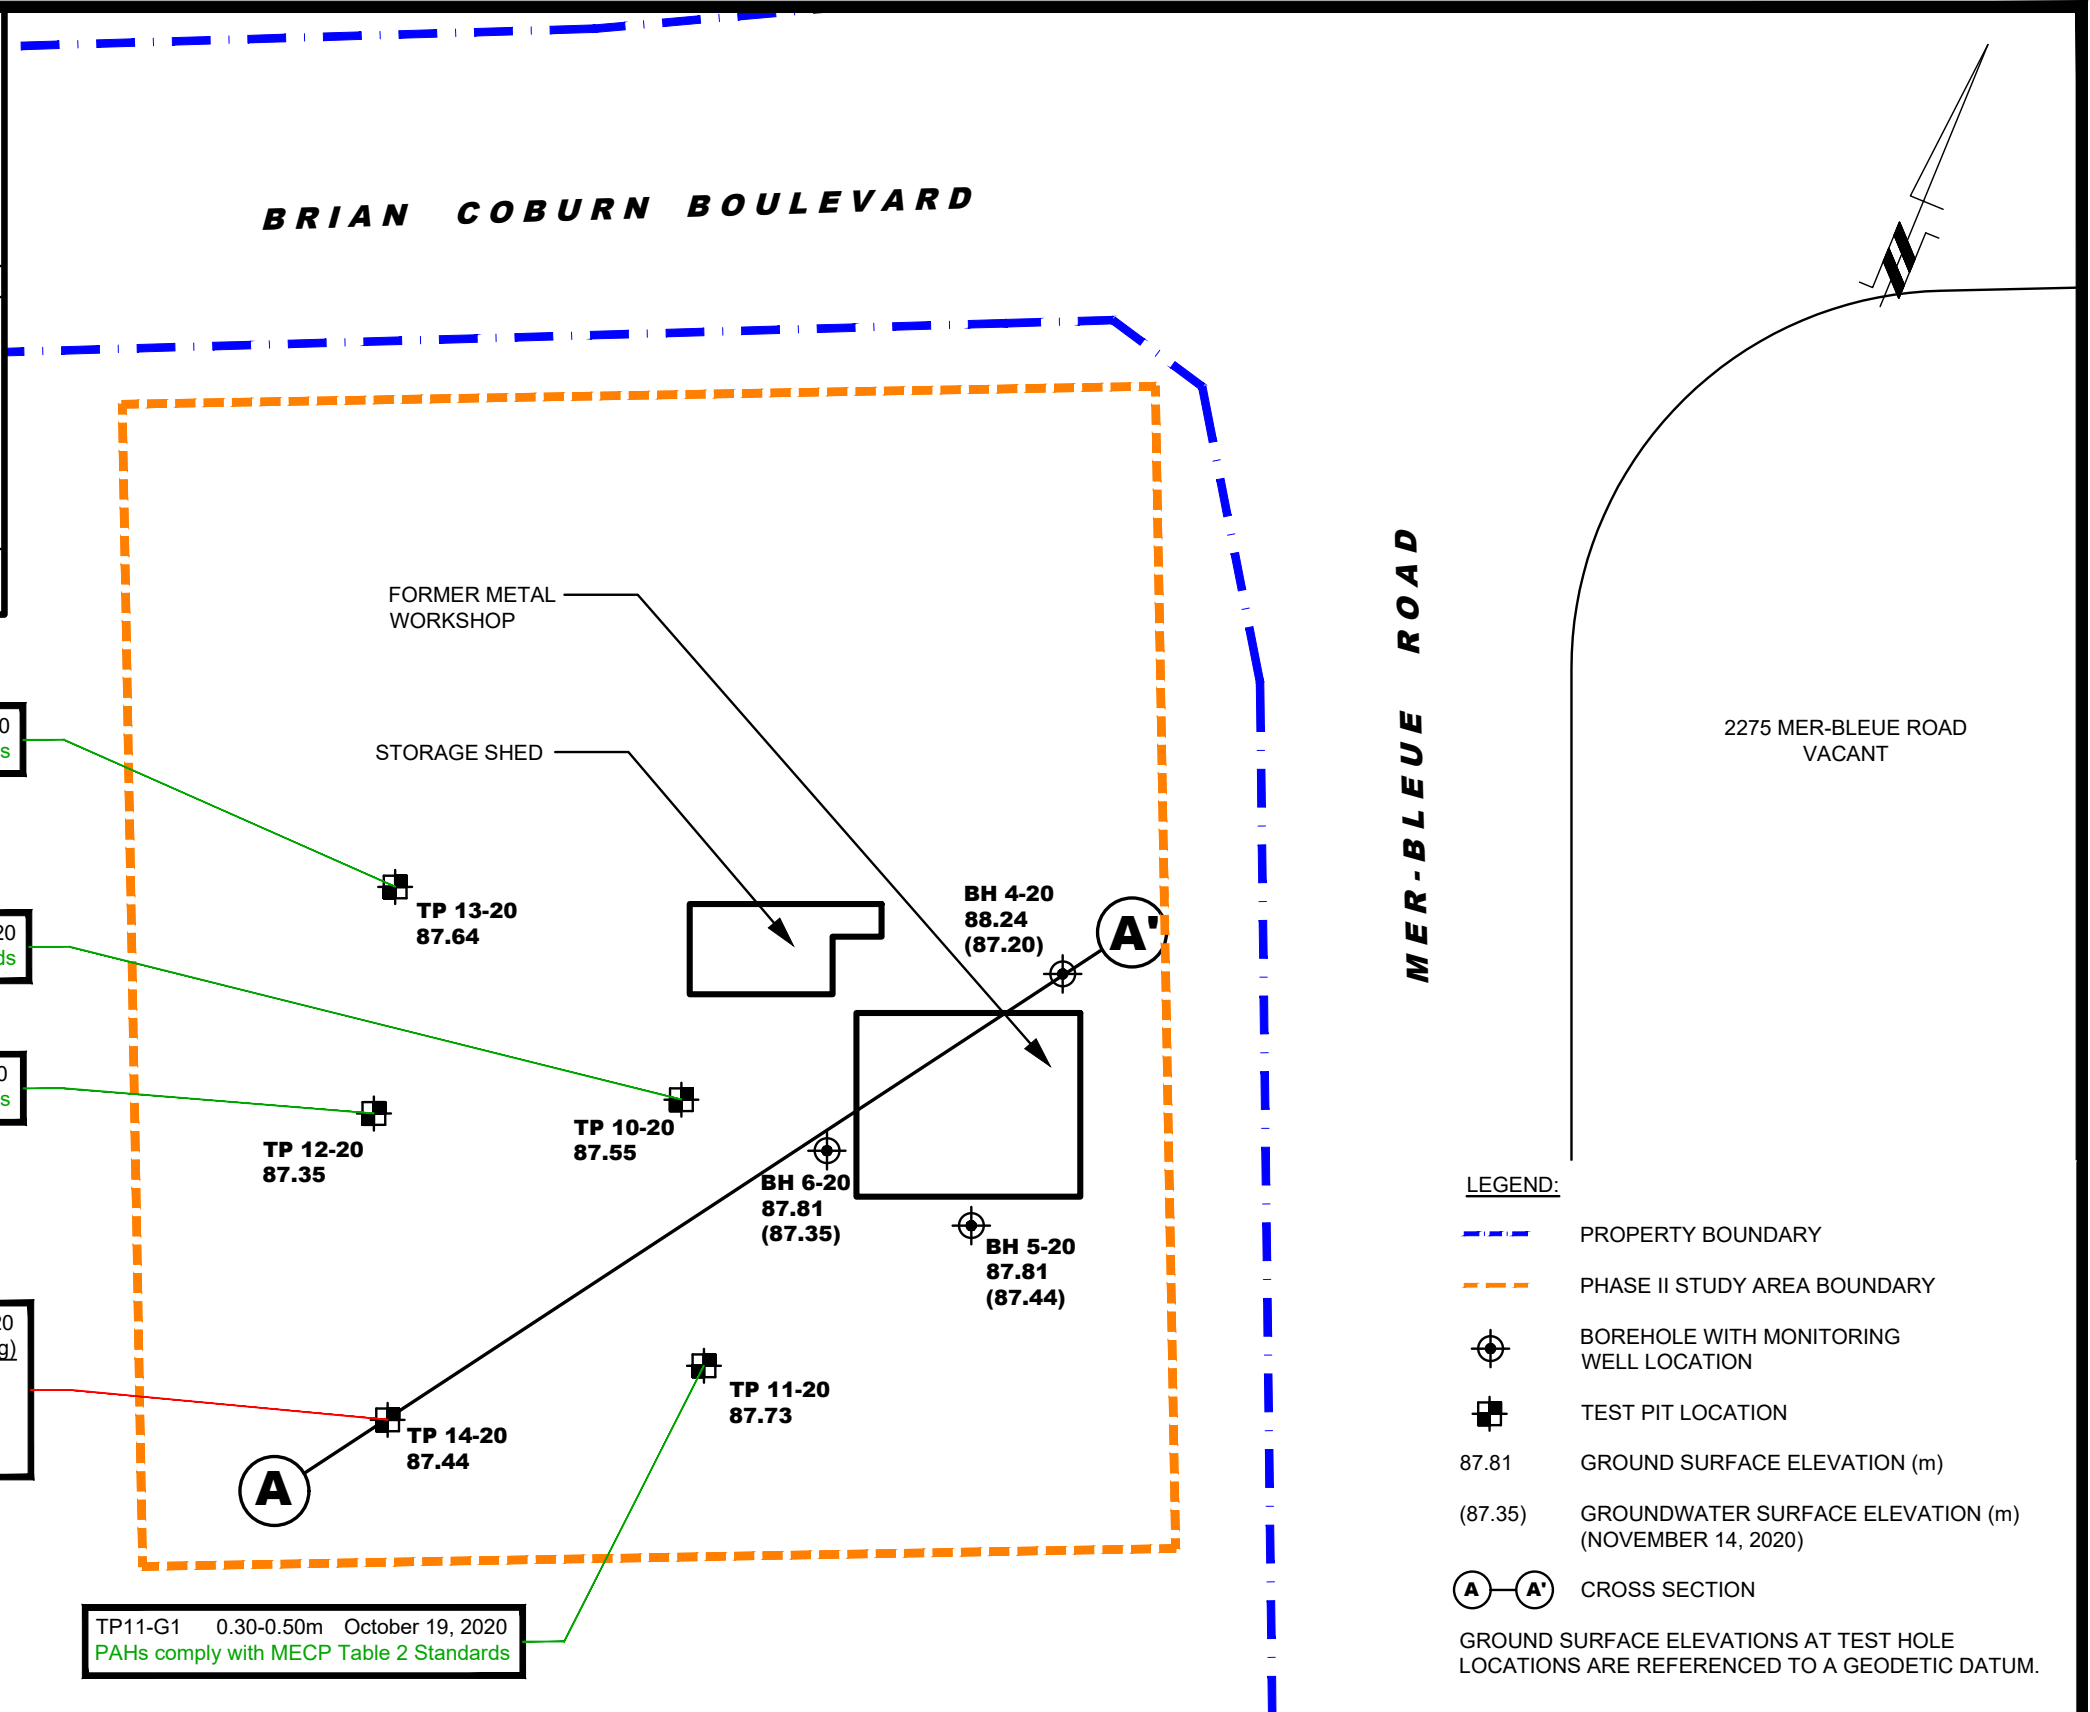 BRIAN COBURN BOULEVARD
MER-BLEUE ROAD
FORMER METAL
WORKSHOP
STORAGE SHED
2275 MER-BLEUE ROAD
VACANT
0
s
TP 13-20
87.64
BH 4-20
88.24
(87.20)
A'
20
ds
0
s
TP 12-20
87.35
TP 10-20
87.55
BH 6-20
87.81
(87.35)
BH 5-20
87.81
(87.44)
20
g)
TP 11-20
87.73
TP 14-20
87.44
A
TP11-G1 0.30-0.50m October 19, 2020
PAHs comply with MECP Table 2 Standards
LEGEND:
PROPERTY BOUNDARY
PHASE II STUDY AREA BOUNDARY
BOREHOLE WITH MONITORING
WELL LOCATION
TEST PIT LOCATION
87.81 GROUND SURFACE ELEVATION (m)
(87.35) GROUNDWATER SURFACE ELEVATION (m)
(NOVEMBER 14, 2020)
A A' CROSS SECTION
GROUND SURFACE ELEVATIONS AT TEST HOLE
LOCATIONS ARE REFERENCED TO A GEODETIC DATUM.